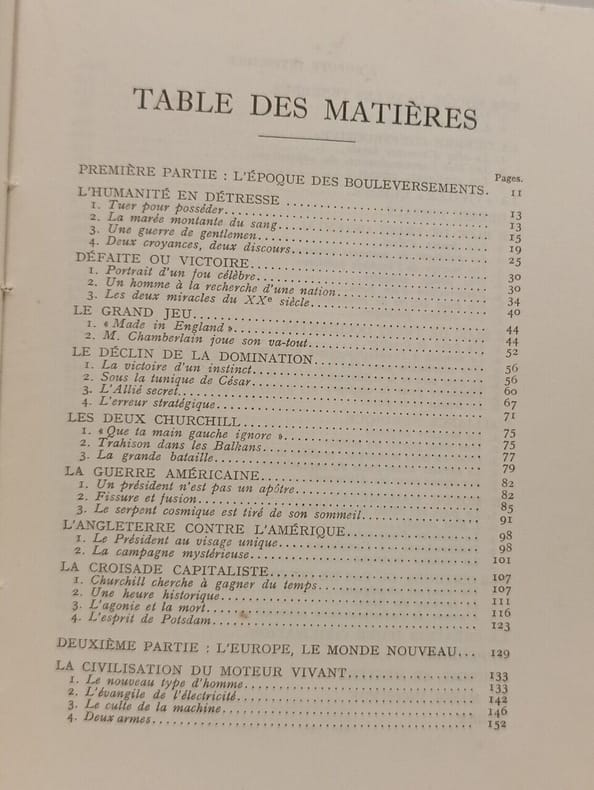 TABLE DES MATIÈRES
Pages.
PREMIÈRE PARTIE : L'ÉPOQUE DES BOULEVERSEMENTS. 11
L'HUMANITÉ EN DÉTRESSE 13
1. Tuer pour posséder 13
2. La marée montante du sang 15
3. Une guerre de gentlemen 19
4. Deux croyances, deux discours 25
DÉFAITE OU VICTOIRE 30
1. Portrait d'un fou célèbre 30
2. Un homme à la recherche d'une nation 34
3. Les deux miracles du XXe siècle 40
LE GRAND JEU 44
1. « Made in England » 44
2. M. Chamberlain joue son va-tout 52
LE DÉCLIN DE LA DOMINATION 56
1. La victoire d'un instinct 56
2. Sous la tunique de César 60
3. L'Allié secret 67
4. L'erreur stratégique 71
LES DEUX CHURCHILL 75
1. « Que ta main gauche ignore » 75
2. Trahison dans les Balkans 77
3. La grande bataille 79
LA GUERRE AMÉRICAINE 82
1. Un président n'est pas un apôtre 82
2. Fissure et fusion 85
3. Le serpent cosmique est tiré de son sommeil 91
L'ANGLETERRE CONTRE L'AMÉRIQUE 98
1. Le Président au visage unique 98
2. La campagne mystérieuse 101
LA CROISADE CAPITALISTE 107
1. Churchill cherche à gagner du temps 107
2. Une heure historique 111
3. L'agonie et la mort 116
4. L'esprit de Potsdam 123
DEUXIÈME PARTIE : L'EUROPE, LE MONDE NOUVEAU... 129
LA CIVILISATION DU MOTEUR VIVANT 133
1. Le nouveau type d'homme 133
2. L'évangile de l'électricité 142
3. Le culte de la machine 146
4. Deux armes 152